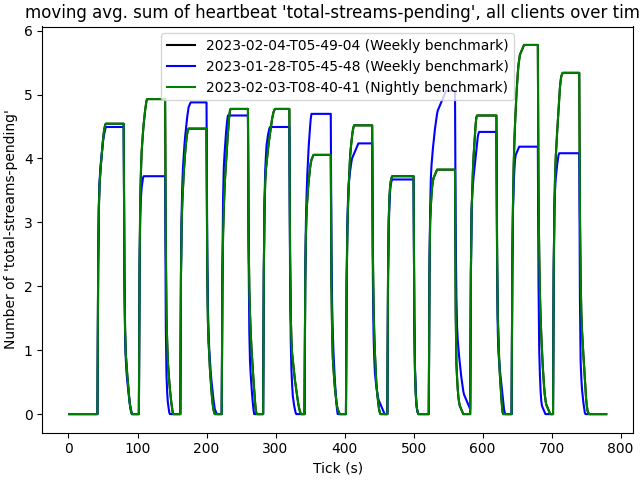 moving avg. sum of heartbeat 'total-streams-pending', all clients over tim
2023-02-04-T05-49-04 (Weekly benchmark)
2023-01-28-T05-45-48 (Weekly benchmark)
2023-02-03-T08-40-41 (Nightly benchmark)
Number of 'total-streams-pending'
6
5
4
3
2
1
0
0 100 200 300 400 500 600 700 800
Tick (s)